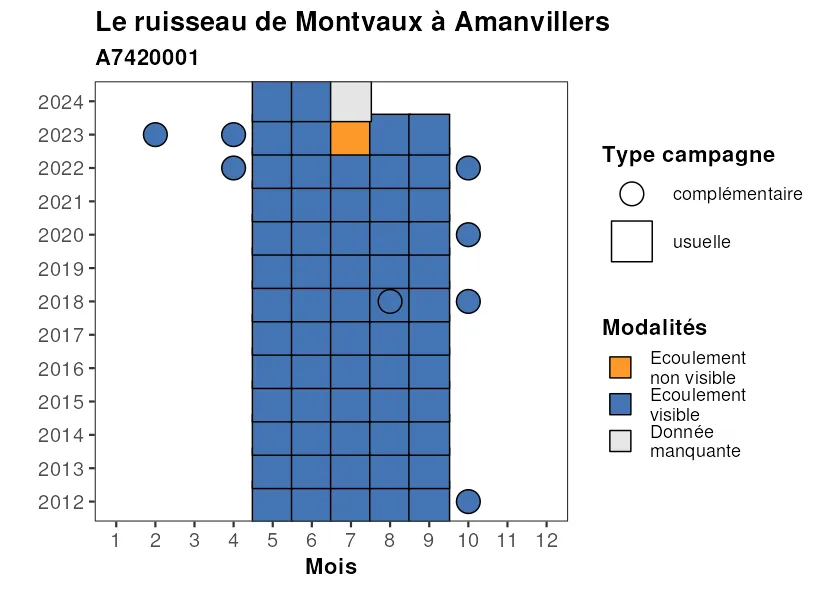 Le ruisseau de Montvaux à Amanvillers
A7420001
2024
2023
2022
2021
2020
2019
2018
2017
2016
2015
2014
2013
2012
1 2 3 4 5 6 7 8 9 10 11 12
Mois
Type campagne
complémentaire
usuelle
Modalités
Ecoulement
non visible
Ecoulement
visible
Donnée
manquante